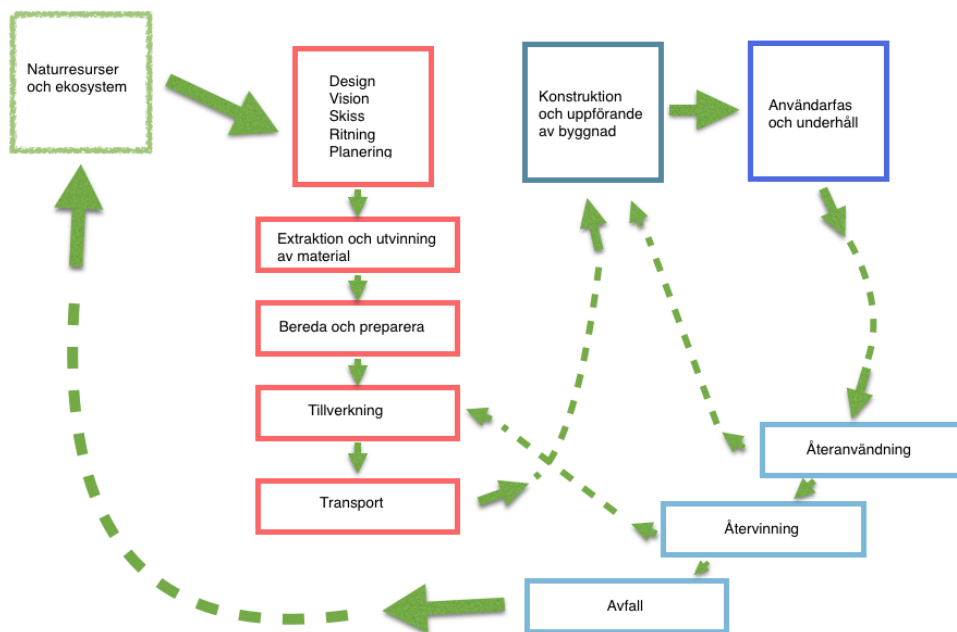 Naturresurser
och ekosystem
Design
Vision
Skiss
Ritning
Planering
Extraktion och utvinning
av material
Bereda och preparera
Tillverkning
Transport
Konstruktion
och uppförande
av byggnad
Användarfas
och underhåll
Återanvändning
Återvinning
Avfall